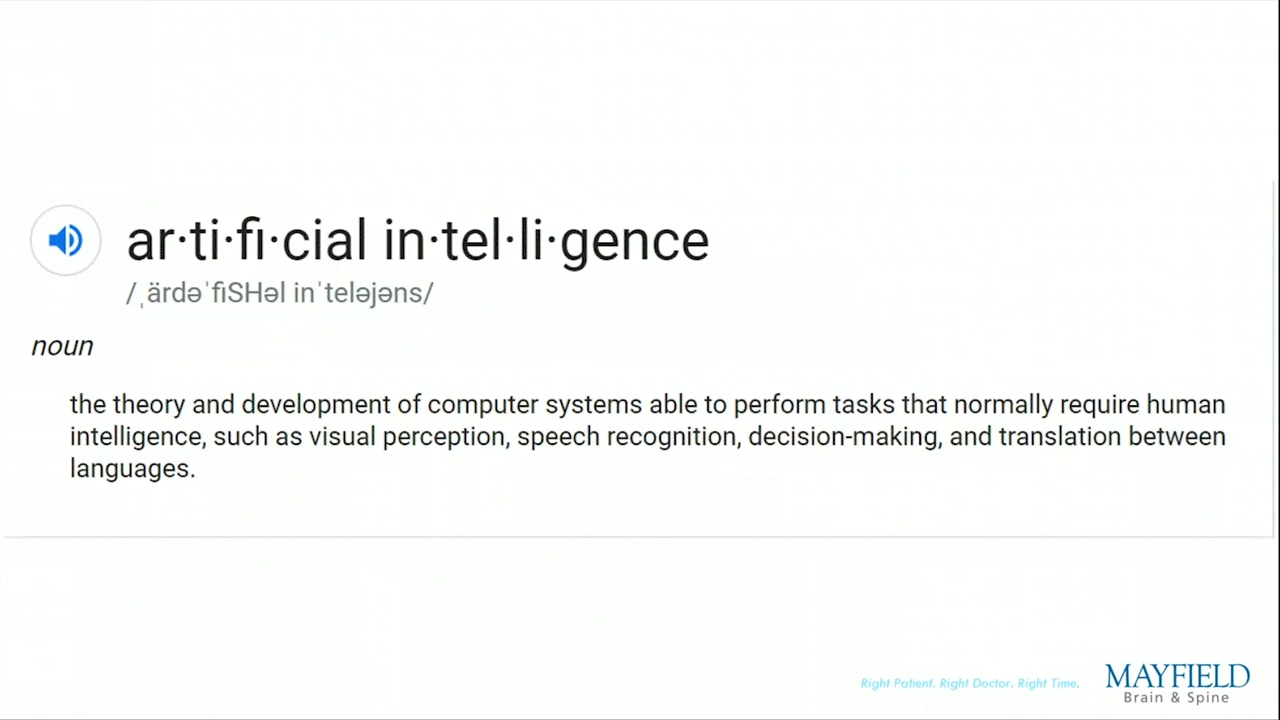 ar·ti·fi·cial in·tel·li·gence
/ˌärdəˈfiSHəl inˈteləjəns/
noun
the theory and development of computer systems able to perform tasks that normally require human
intelligence, such as visual perception, speech recognition, decision-making, and translation between
languages.
Right Patient. Right Doctor. Right Time.
MAYFIELD
Brain & Spine